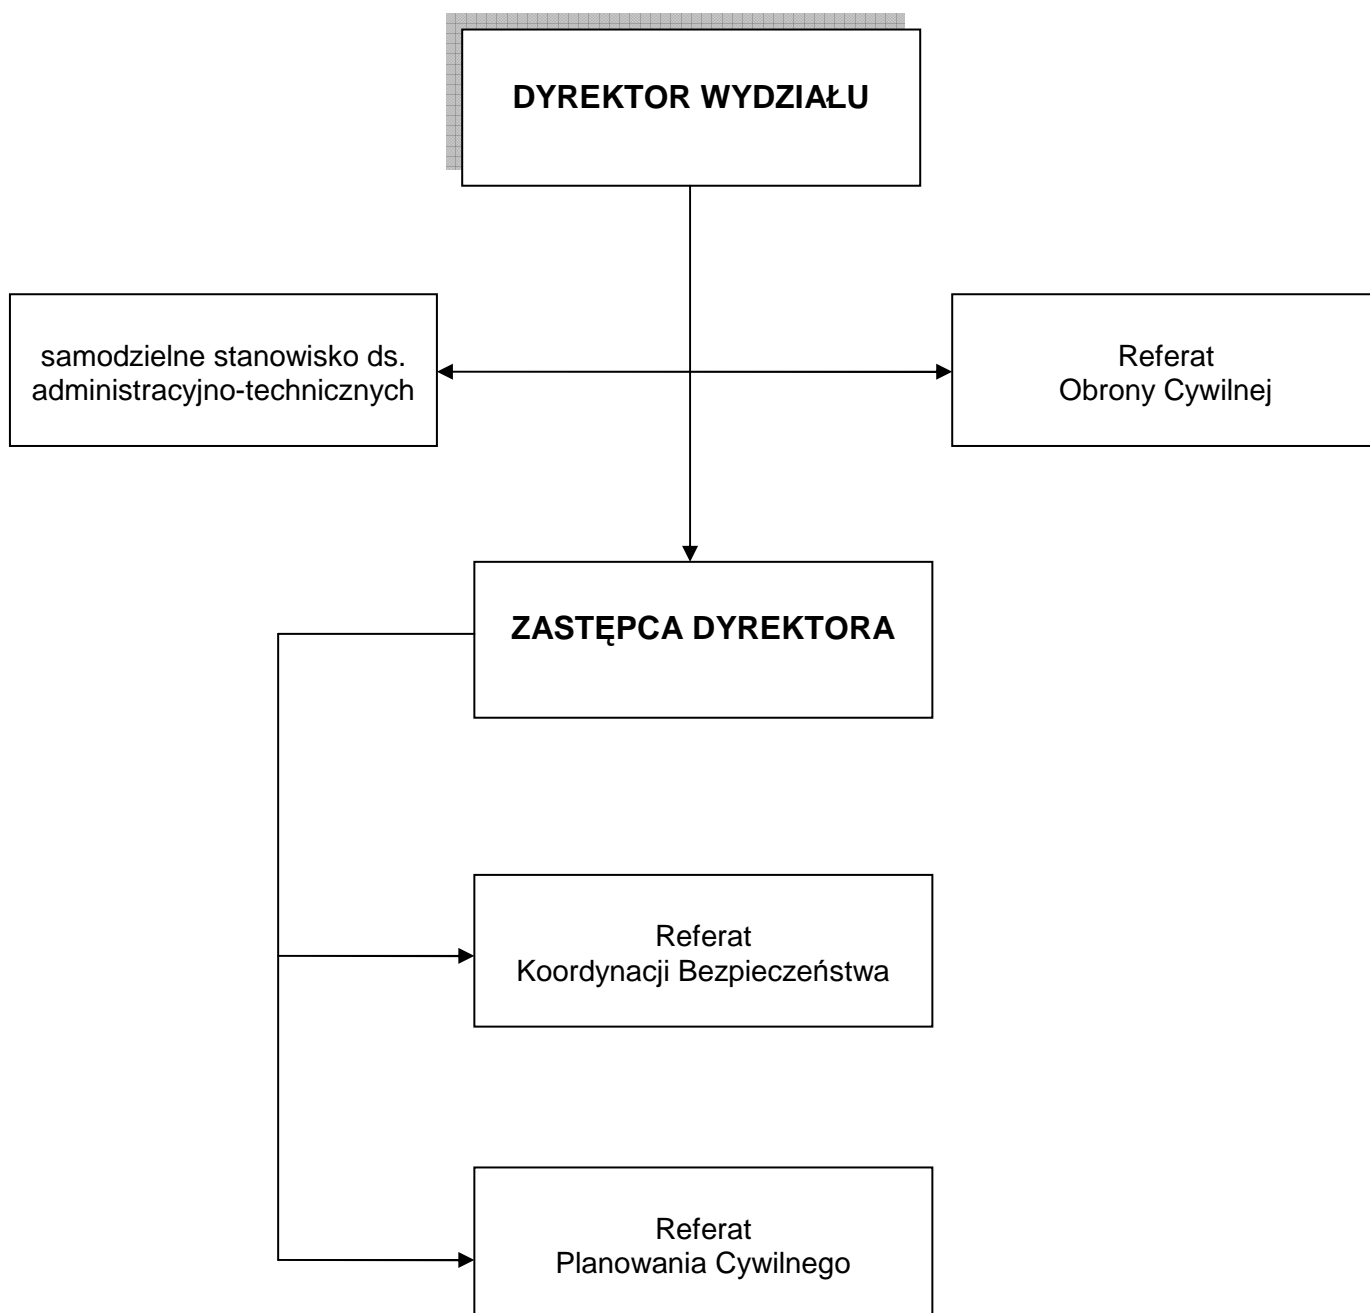 DYREKTOR WYDZIAŁU
samodzielne stanowisko ds.
administracyjno-technicznych
Referat
Obrony Cywilnej
ZASTĘPCA DYREKTORA
Referat
Koordynacji Bezpieczeństwa
Referat
Planowania Cywilnego